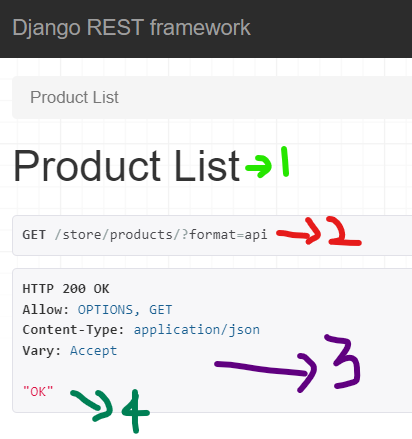 Django REST framework
Product List
Product List →1
GET /store/products/?format=api →2
HTTP 200 OK
Allow: OPTIONS, GET
Content-Type: application/json
Vary: Accept
→3
"OK" →4